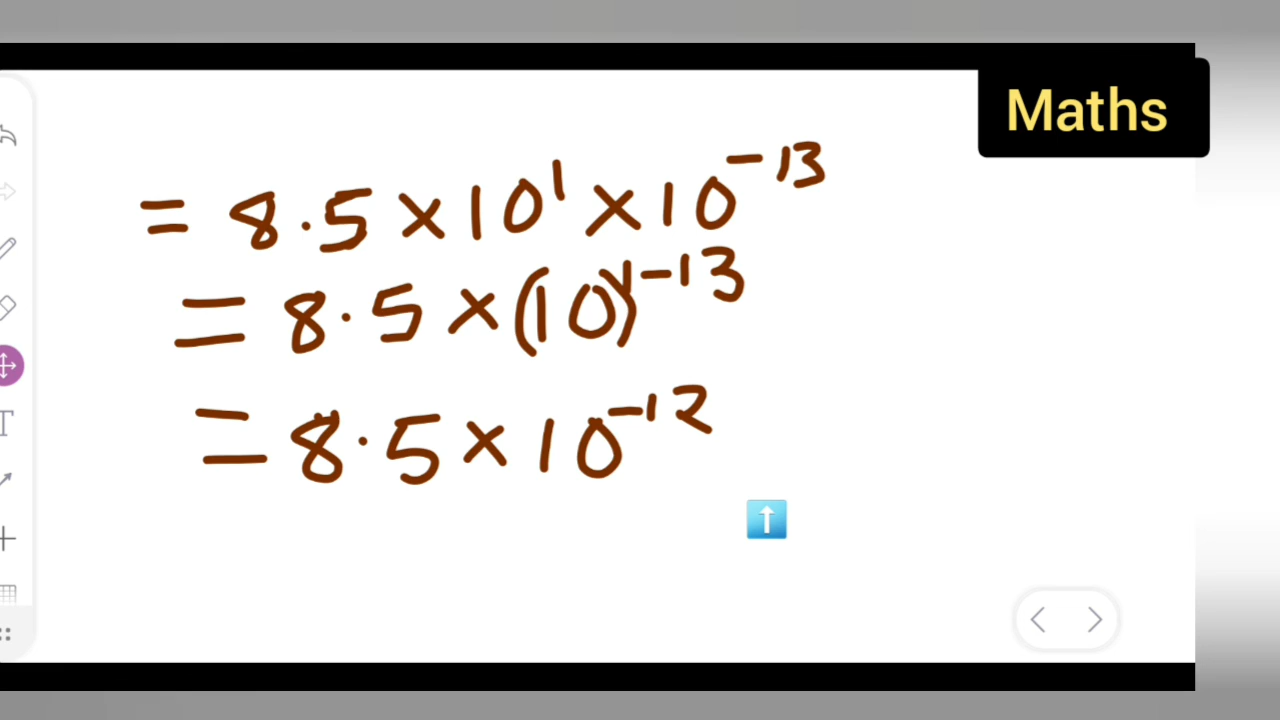 Maths
= 8.5 × 10¹ × 10⁻¹³
= 8.5 × (10)¹⁻¹³
= 8.5 × 10⁻¹²